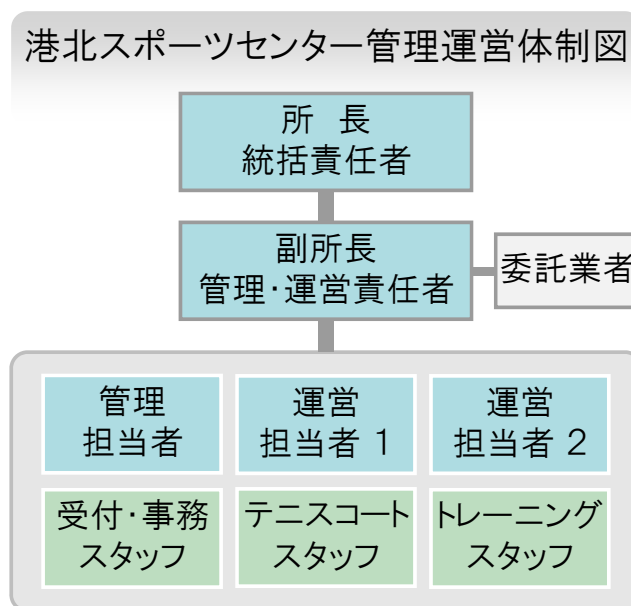 港北スポーツセンター管理運営体制図
所 長
統括責任者
副所長
管理・運営責任者
委託業者
管理
担当者
運営
担当者 1
運営
担当者 2
受付・事務
スタッフ
テニスコート
スタッフ
トレーニング
スタッフ